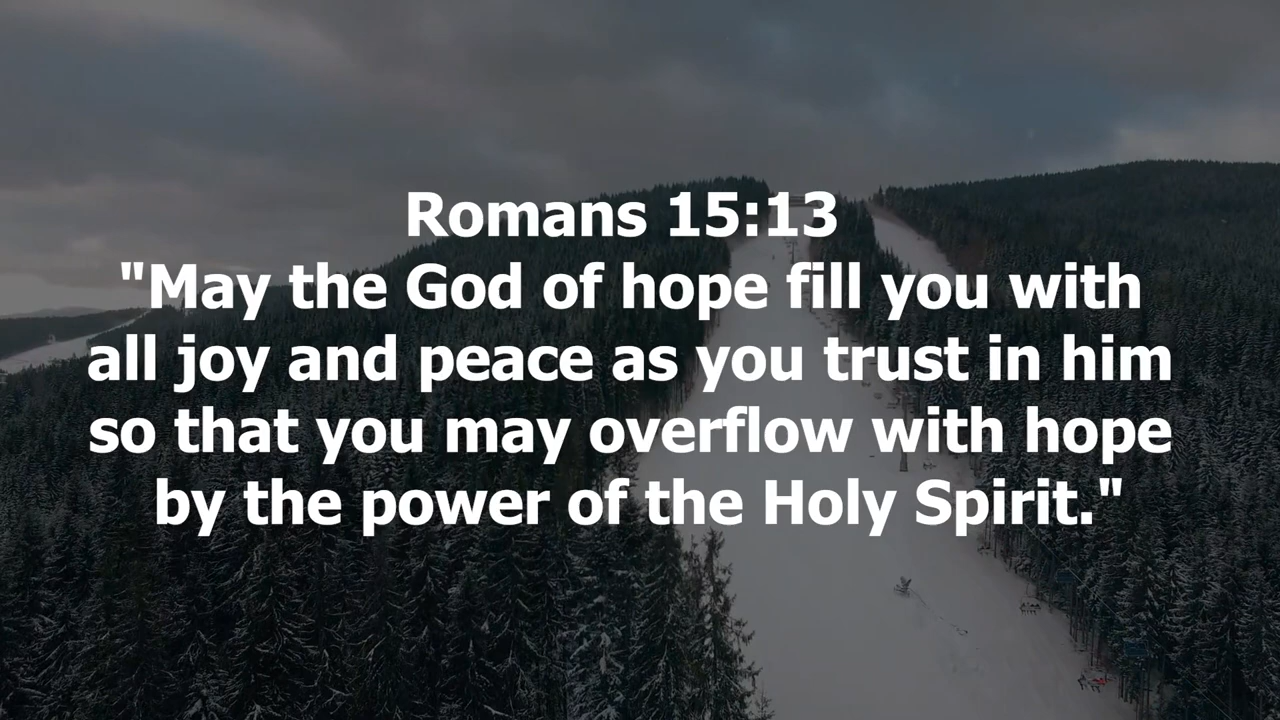 Romans 15:13
"May the God of hope fill you with
all joy and peace as you trust in him
so that you may overflow with hope
by the power of the Holy Spirit."